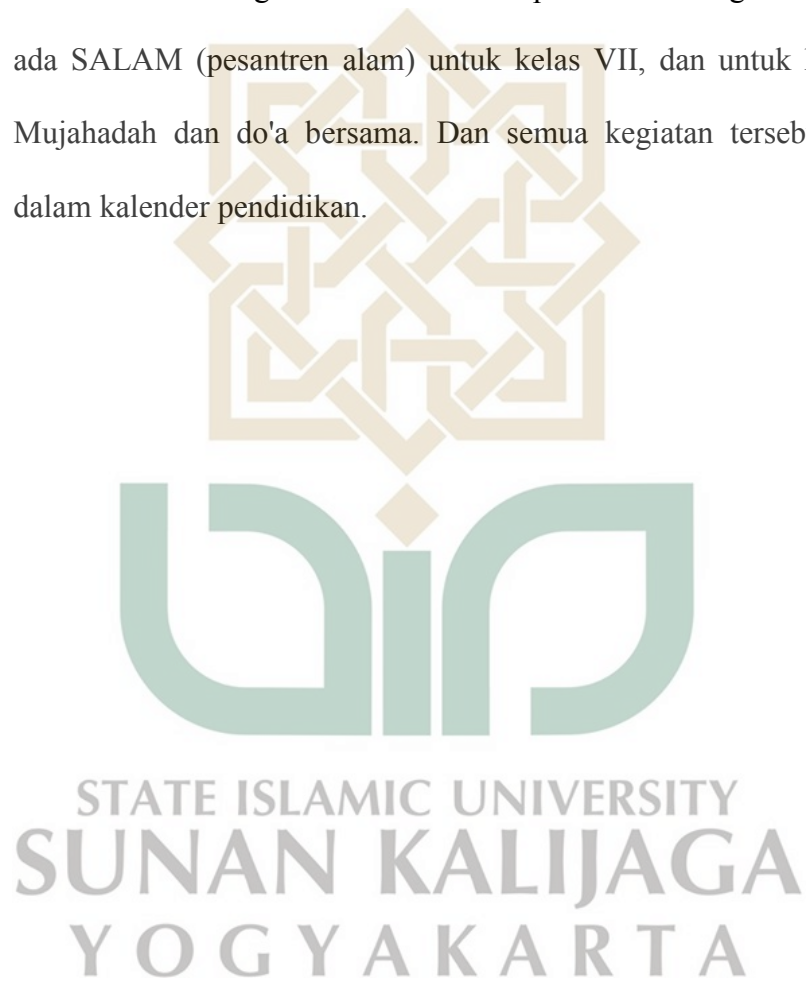 ada SALAM (pesantren alam) untuk kelas VII, dan untuk
Mujahadah dan do'a bersama. Dan semua kegiatan terseb
dalam kalender pendidikan.
STATE ISLAMIC UNIVERSITY
SUNAN KALIJAGA
YOGYAKARTA